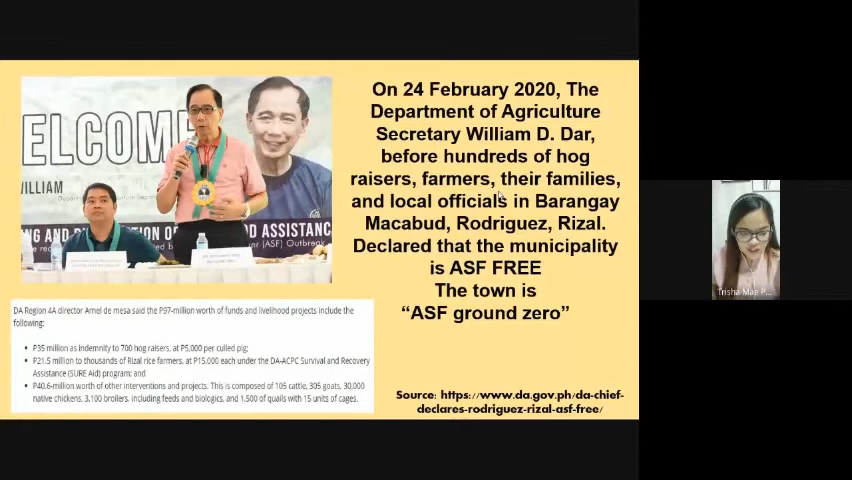 ELCOME
WILLIAM
On 24 February 2020, The
Department of Agriculture
Secretary William D. Dar,
before hundreds of hog
raisers, farmers, their families,
and local officials in Barangay
Macabud, Rodriguez, Rizal.
Declared that the municipality
is ASF FREE
The town is
“ASF ground zero”
DA Region 4A director Arnel de mesa said the P97-million worth of funds and livelihood projects include the
following:
• P35 million as indemnity to 700 hog raisers, at P5,000 per culled pig;
• P21.5 million to thousands of Rizal rice farmers, at P15,000 each under the DA-ACPC Survival and Recovery
Assistance (SURE Aid) program; and
• P40.6-million worth of other interventions and projects. This is composed of 105 cattle, 305 goats, 30,000
native chickens, 3,100 broilers, including feeds and biologics, and 1,500 of quails with 15 units of cages.
Source: https://www.da.gov.ph/da-chief-
declares-rodriguez-rizal-asf-free/
Trisha Mae P...